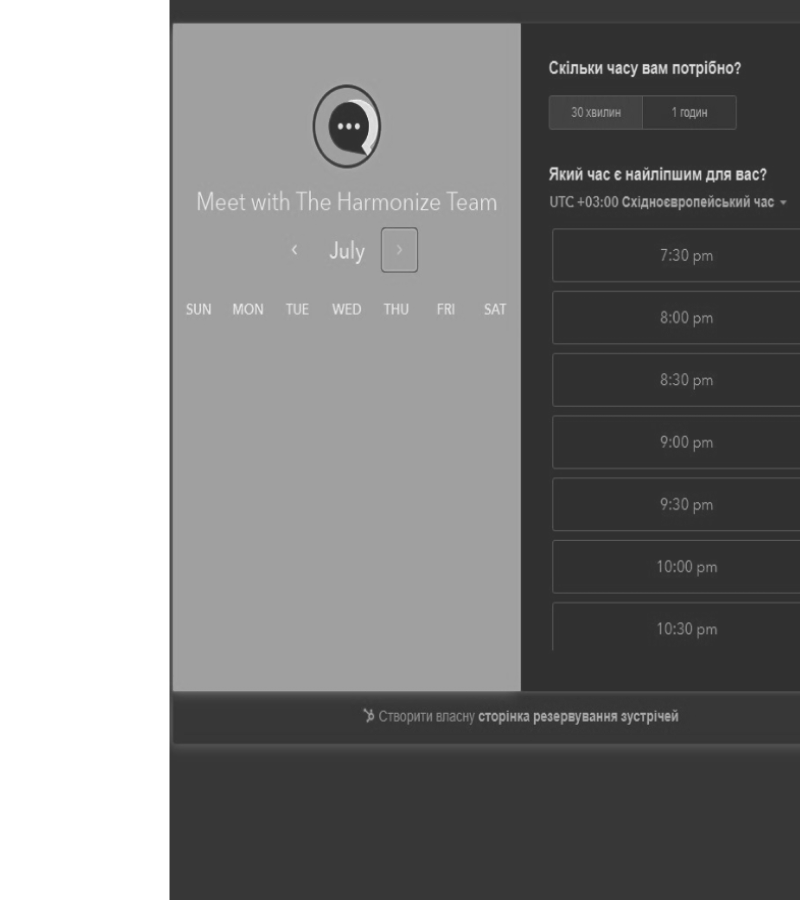 Meet with The Harmonize Team
‹ July ›
SUN MON TUE WED THU FRI SAT
Скільки часу вам потрібно?
30 хвилин 1 годин
Який час є найліпшим для вас?
UTC +03:00 Східноєвропейський час
7:30 pm
8:00 pm
8:30 pm
9:00 pm
9:30 pm
10:00 pm
10:30 pm
Створити власну сторінка резервування зустрічей